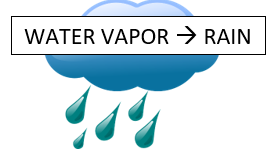 WATER VAPOR → RAIN